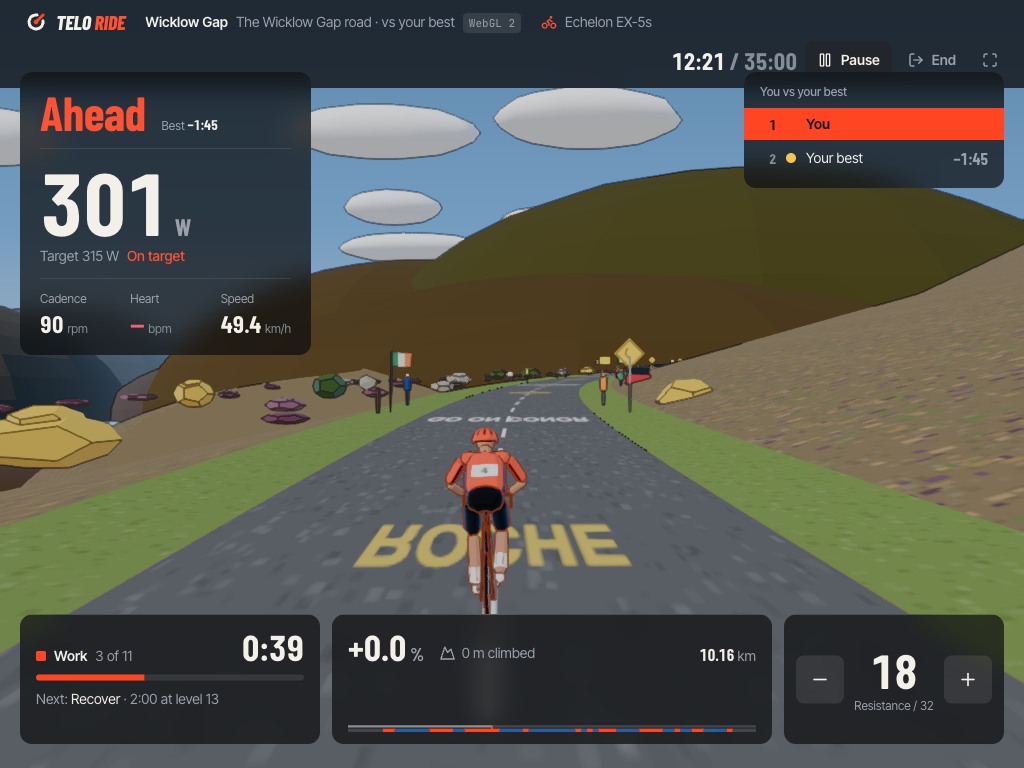 TELO RIDE
Wicklow Gap The Wicklow Gap road · vs your best WebGL 2 Echelon EX-5s
12:21 / 35:00 Pause End
Ahead Best −1:45
301 W
Target 315 W On target
Cadence Heart Speed
90 rpm – bpm 49.4 km/h
You vs your best
1 You
2 Your best −1:45
GO ON CONOR
ROCHE
4
Work 3 of 11 0:39
Next: Recover · 2:00 at level 13
+0.0 % 0 m climbed 10.16 km
− 18 +
Resistance / 32